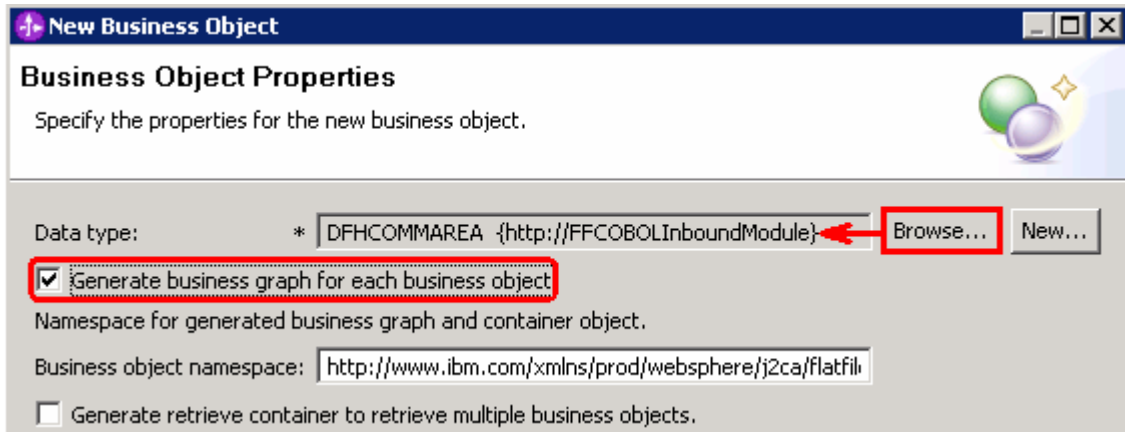 New Business Object
Business Object Properties
Specify the properties for the new business object.
Data type: * DFHCOMMAREA {http://FFCOBOLInboundModule} Browse... New...
Generate business graph for each business object
Namespace for generated business graph and container object.
Business object namespace: http://www.ibm.com/xmlns/prod/websphere/j2ca/flatfil
Generate retrieve container to retrieve multiple business objects.